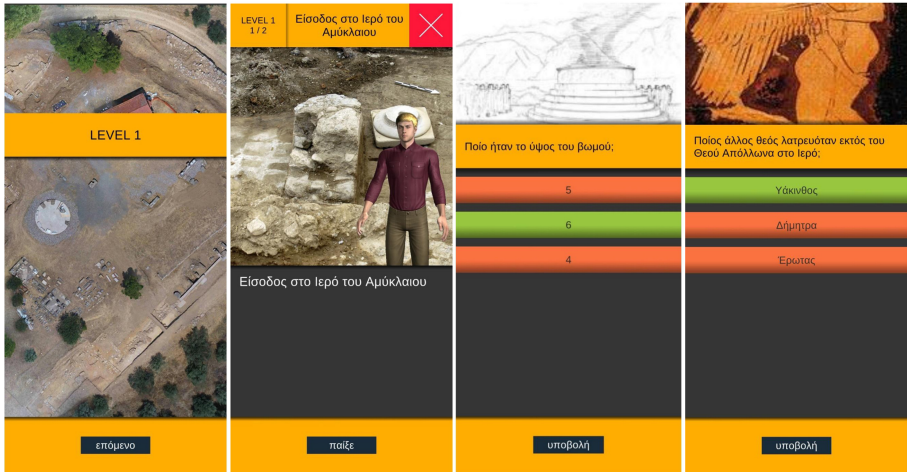 LEVEL 1
επόμενο
LEVEL 1
1 / 2
Είσοδος στο Ιερό του
Αμύκλαιου
Είσοδος στο Ιερό του Αμύκλαιου
παίξε
Ποίο ήταν το ύψος του βωμού;
5
6
4
υποβολή
Ποίός άλλος θεός λατρευόταν εκτός του
Θεού Απόλλωνα στο Ιερό;
Υάκινθος
Δήμητρα
Έρωτας
υποβολή